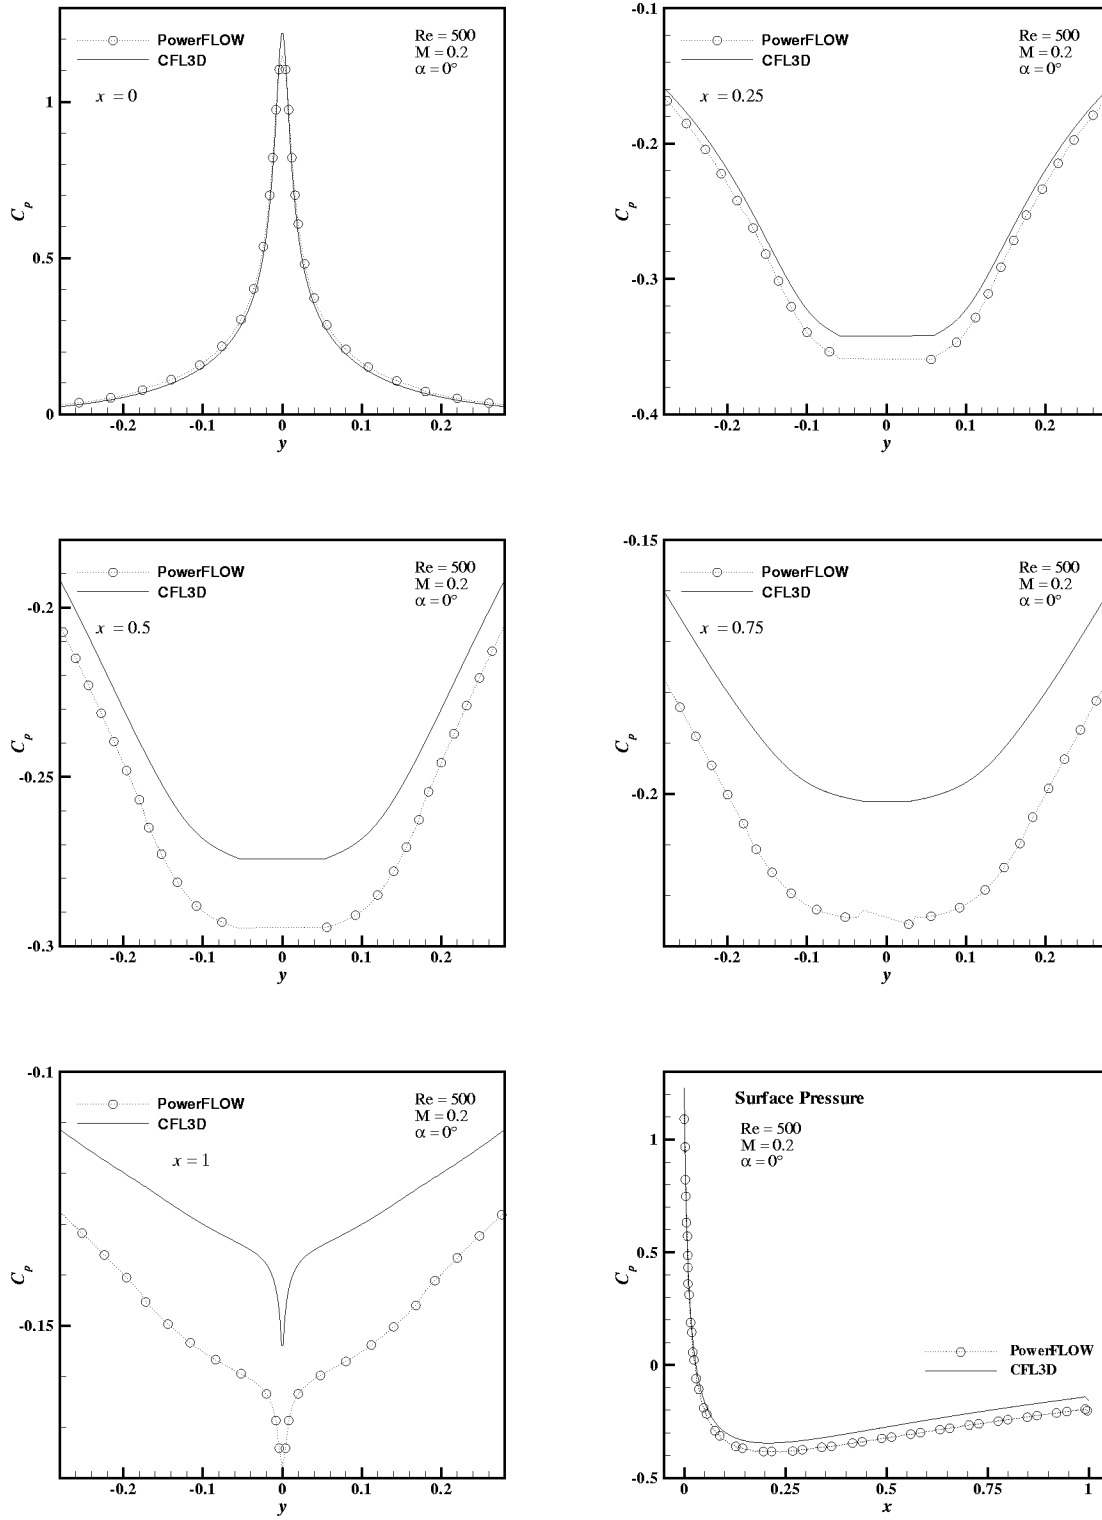 PowerFLOW
CFL3D
Re = 500
M = 0.2
α = 0°
x = 0
1
0.5
0
C_p
-0.2 -0.1 0 0.1 0.2
y
-0.1
PowerFLOW
CFL3D
Re = 500
M = 0.2
α = 0°
x = 0.25
-0.2
-0.3
-0.4
C_p
-0.2 -0.1 0 0.1 0.2
y
PowerFLOW
CFL3D
Re = 500
M = 0.2
α = 0°
x = 0.5
-0.2
-0.25
-0.3
C_p
-0.2 -0.1 0 0.1 0.2
y
-0.15
PowerFLOW
CFL3D
Re = 500
M = 0.2
α = 0°
x = 0.75
-0.2
C_p
-0.2 -0.1 0 0.1 0.2
y
-0.1
PowerFLOW
CFL3D
Re = 500
M = 0.2
α = 0°
x = 1
-0.15
C_p
-0.2 -0.1 0 0.1 0.2
y
Surface Pressure
Re = 500
M = 0.2
α = 0°
1
0.5
0
-0.5
C_p
PowerFLOW
CFL3D
0 0.25 0.5 0.75 1
x